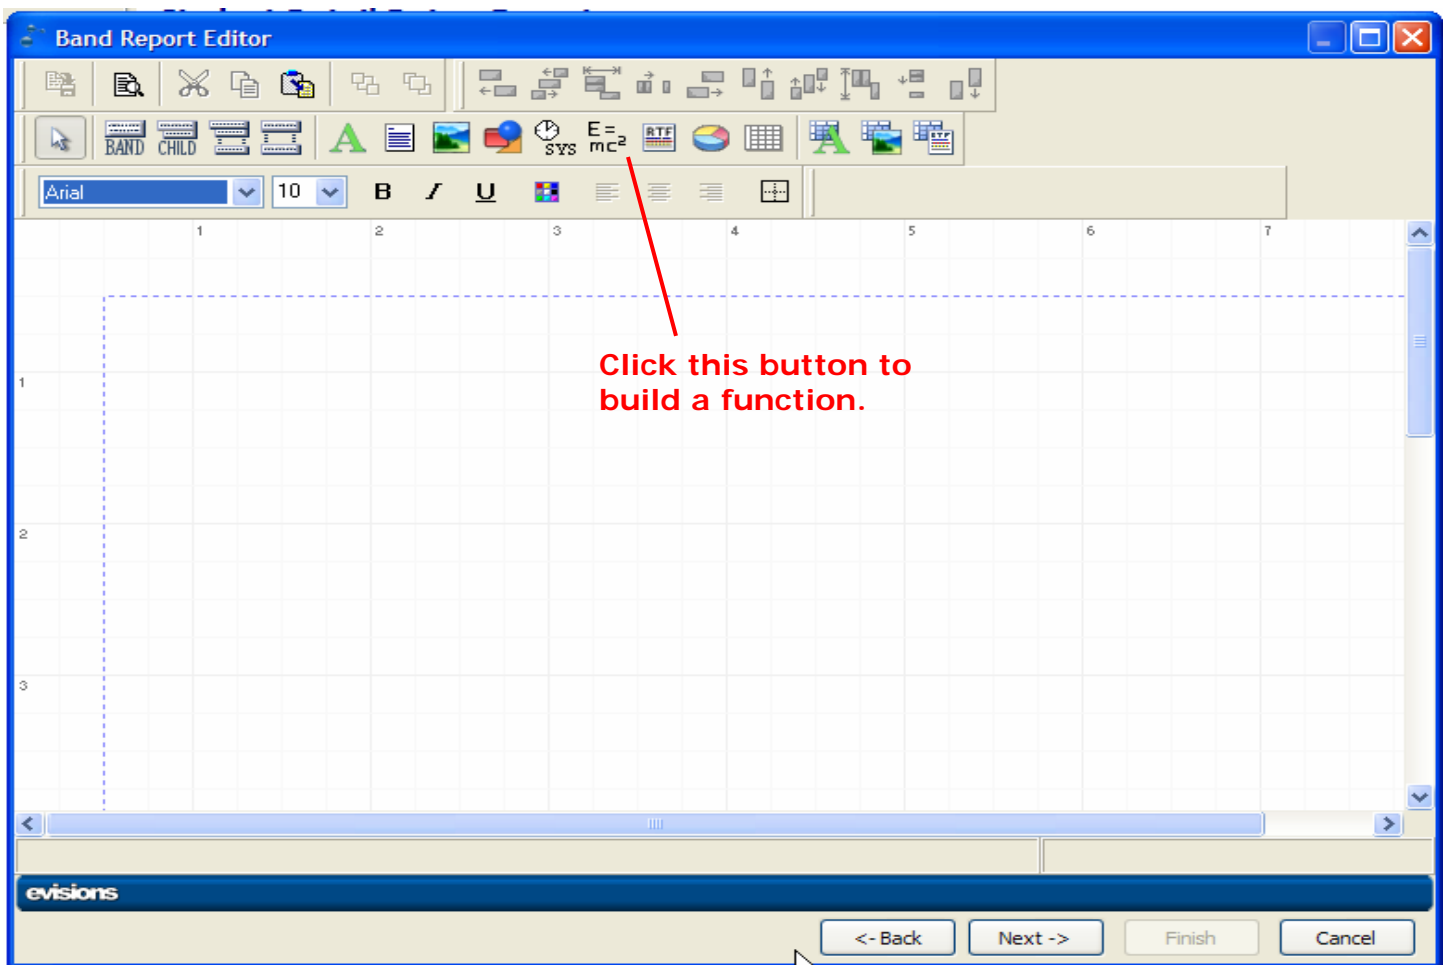 Band Report Editor
BAND CHILD A SYS E= mc² RTF A RTF
Arial 10 B I U
1 2 3 4 5 6 7
Click this button to
build a function.
1
2
3
evisions
<- Back Next -> Finish Cancel